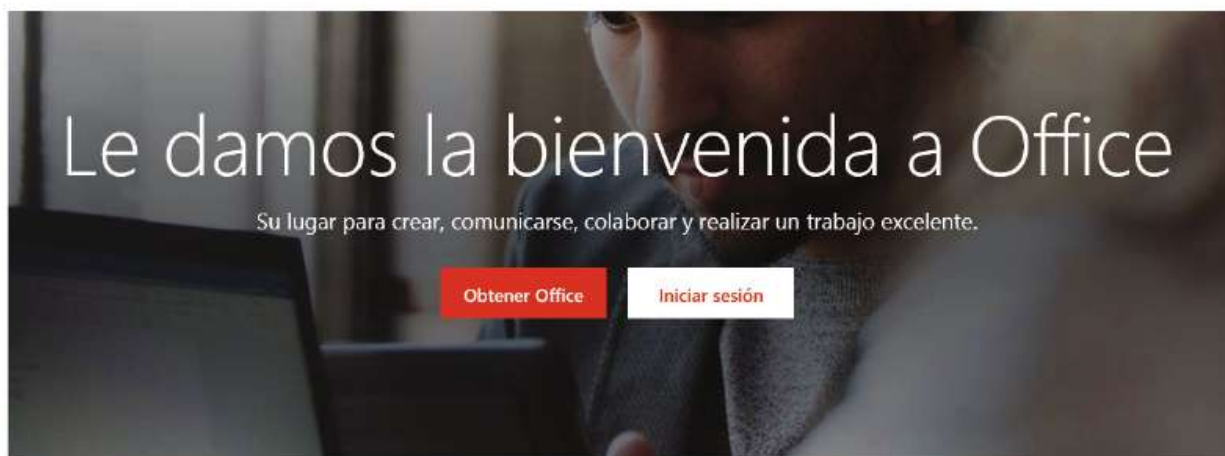 Le damos la bienvenida a Office
Su lugar para crear, comunicarse, colaborar y realizar un trabajo excelente.
Obtener Office
Iniciar sesión